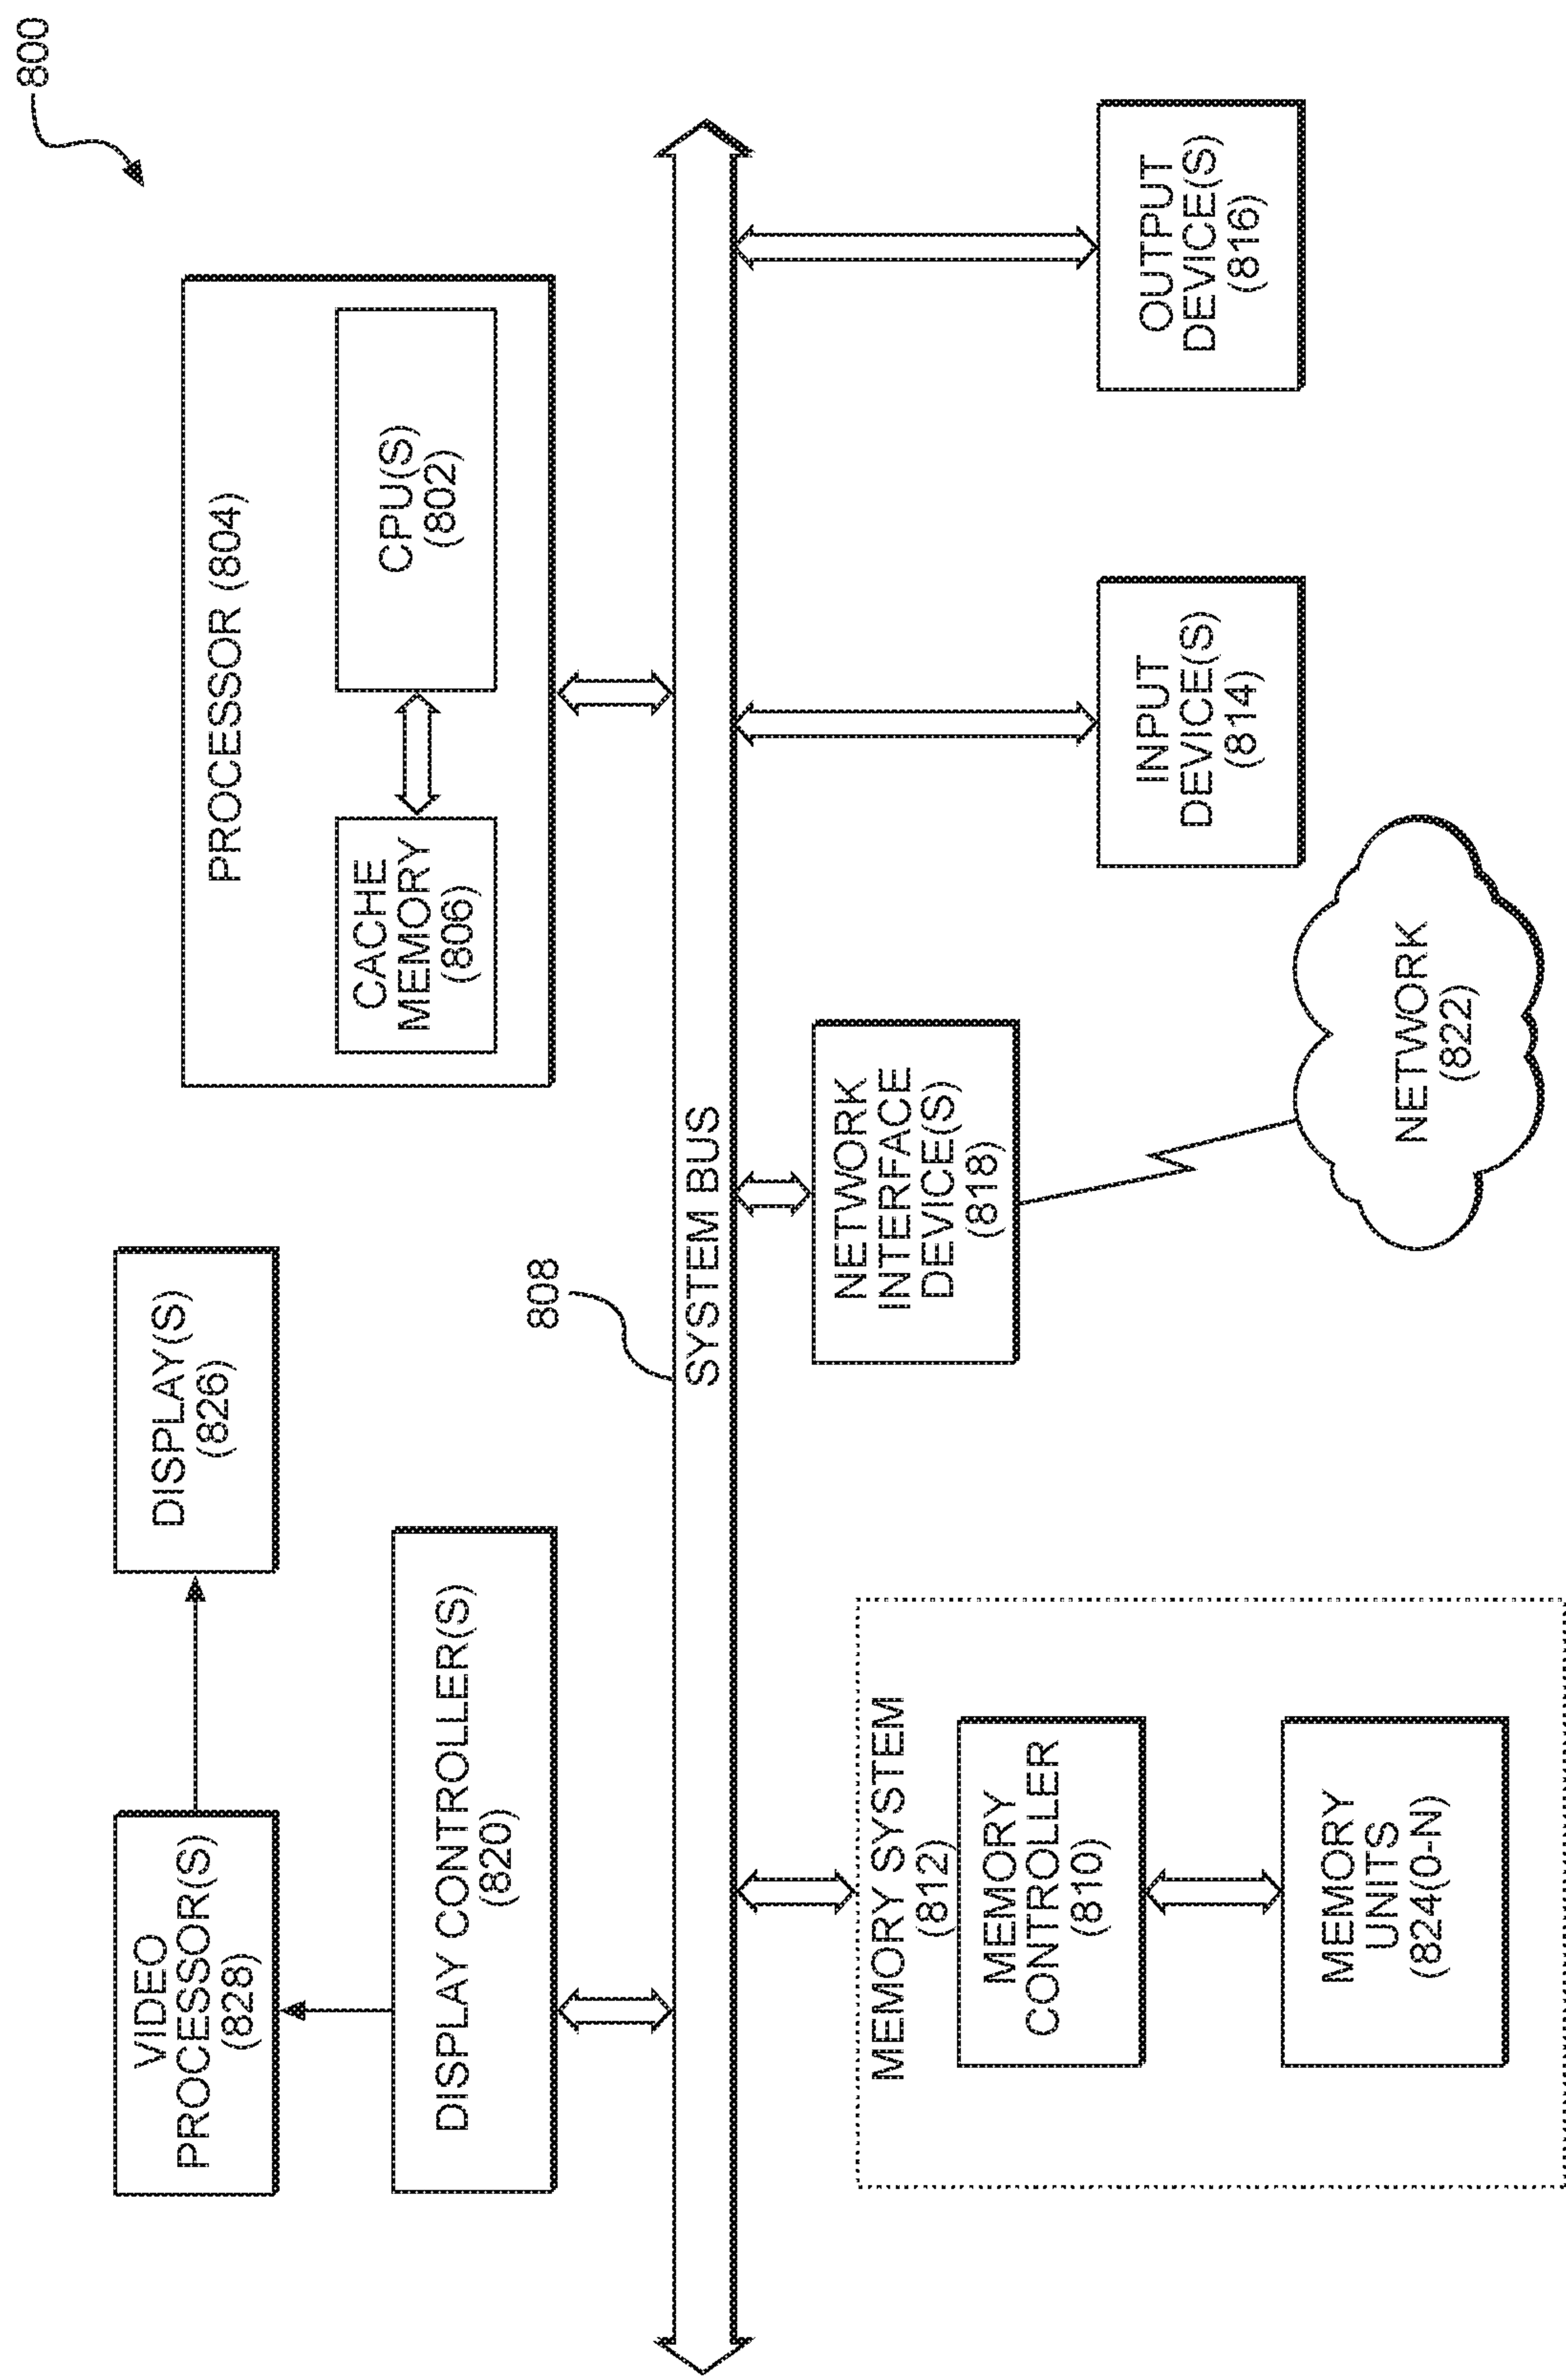 800
PROCESSOR (804)
CPU(S)
(802)
CACHE
MEMORY
(806)
DISPLAY(S)
(826)
VIDEO
PROCESSOR(S)
(828)
DISPLAY CONTROLLER(S)
(820)
808
SYSTEM BUS
MEMORY SYSTEM
(812)
MEMORY
CONTROLLER
(810)
MEMORY
UNITS
(824(0-N)
NETWORK
INTERFACE
DEVICE(S)
(818)
NETWORK
(822)
INPUT
DEVICE(S)
(814)
OUTPUT
DEVICE(S)
(816)